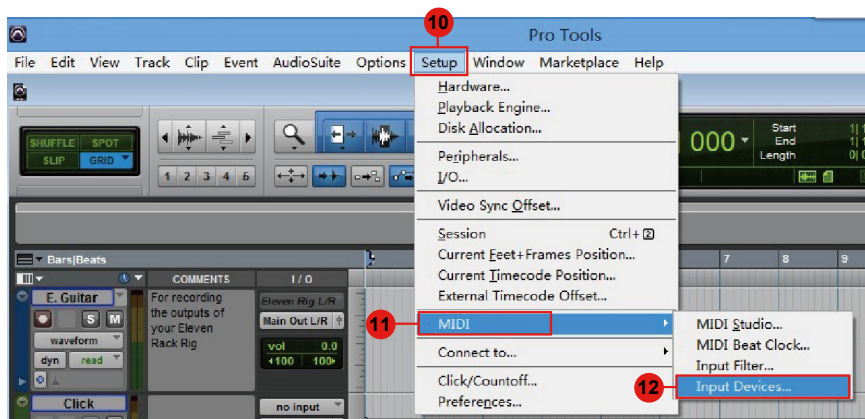 10
Pro Tools
File Edit View Track Clip Event AudioSuite Options Setup Window Marketplace Help
Hardware...
Playback Engine...
Disk Allocation...
Peripherals...
I/O...
Video Sync Offset...
Session Ctrl+2
Current Feet+Frames Position...
Current Timecode Position...
External Timecode Offset...
11
MIDI
Connect to...
Click/Countoff...
Preferences...
MIDI Studio...
MIDI Beat Clock...
Input Filter...
12
Input Devices...
SHUFFLE SPOT
SLIP GRID
1 2 3 4 5
000
Start
End
Length
Bars|Beats
7 8 9
COMMENTS I / O
E. Guitar
S M
waveform
dyn read
For recording
the outputs of
your Eleven
Rack Rig
Eleven Rig L/R
Main Out L/R
vol 0.0
100 100
Click
no input